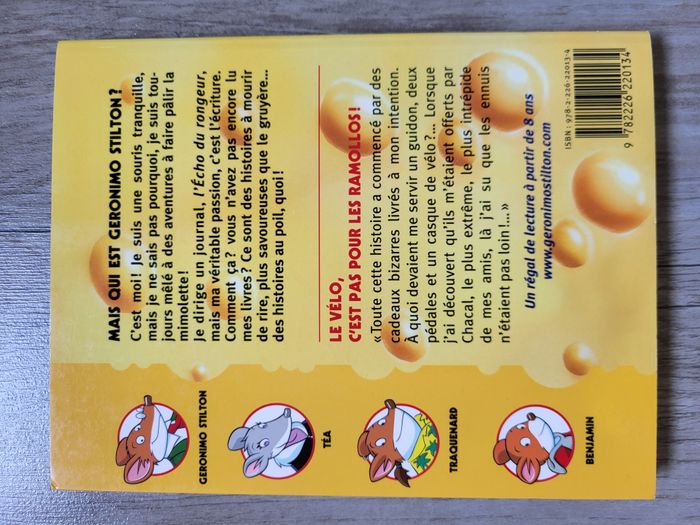 MAIS QUI EST GERONIMO STILTON ?
C'est moi ! Je suis une souris tranquille,
mais je ne sais pas pourquoi, je suis tou-
jours mêlé à des aventures à faire pâlir la
mimolette !
Je dirige un journal, l'Écho du rongeur,
mais ma véritable passion, c'est l'écriture.
Comment ça ? Vous n'avez pas encore lu
mes livres ? Ce sont des histoires à mourir
de rire, plus savoureuses que le gruyère...
des histoires au poil, quoi !
LE VÉLO,
C'EST PAS POUR LES RAMOLLOS !
«Toute cette histoire a commencé par des
cadeaux bizarres livrés à mon intention.
À quoi devaient me servir un guidon, deux
pédales et un casque de vélo ?... Lorsque
j'ai découvert qu'ils m'étaient offerts par
Chacal, le plus extrême, le plus intrépide
de mes amis, là j'ai su que les ennuis
n'étaient pas loin !...»
Un régal de lecture à partir de 8 ans
www.geronimostilton.com
ISBN : 978-2-226-22013-4
9 782226 220134
GERONIMO STILTON
TÉA
TRAQUENARD
BENJAMIN